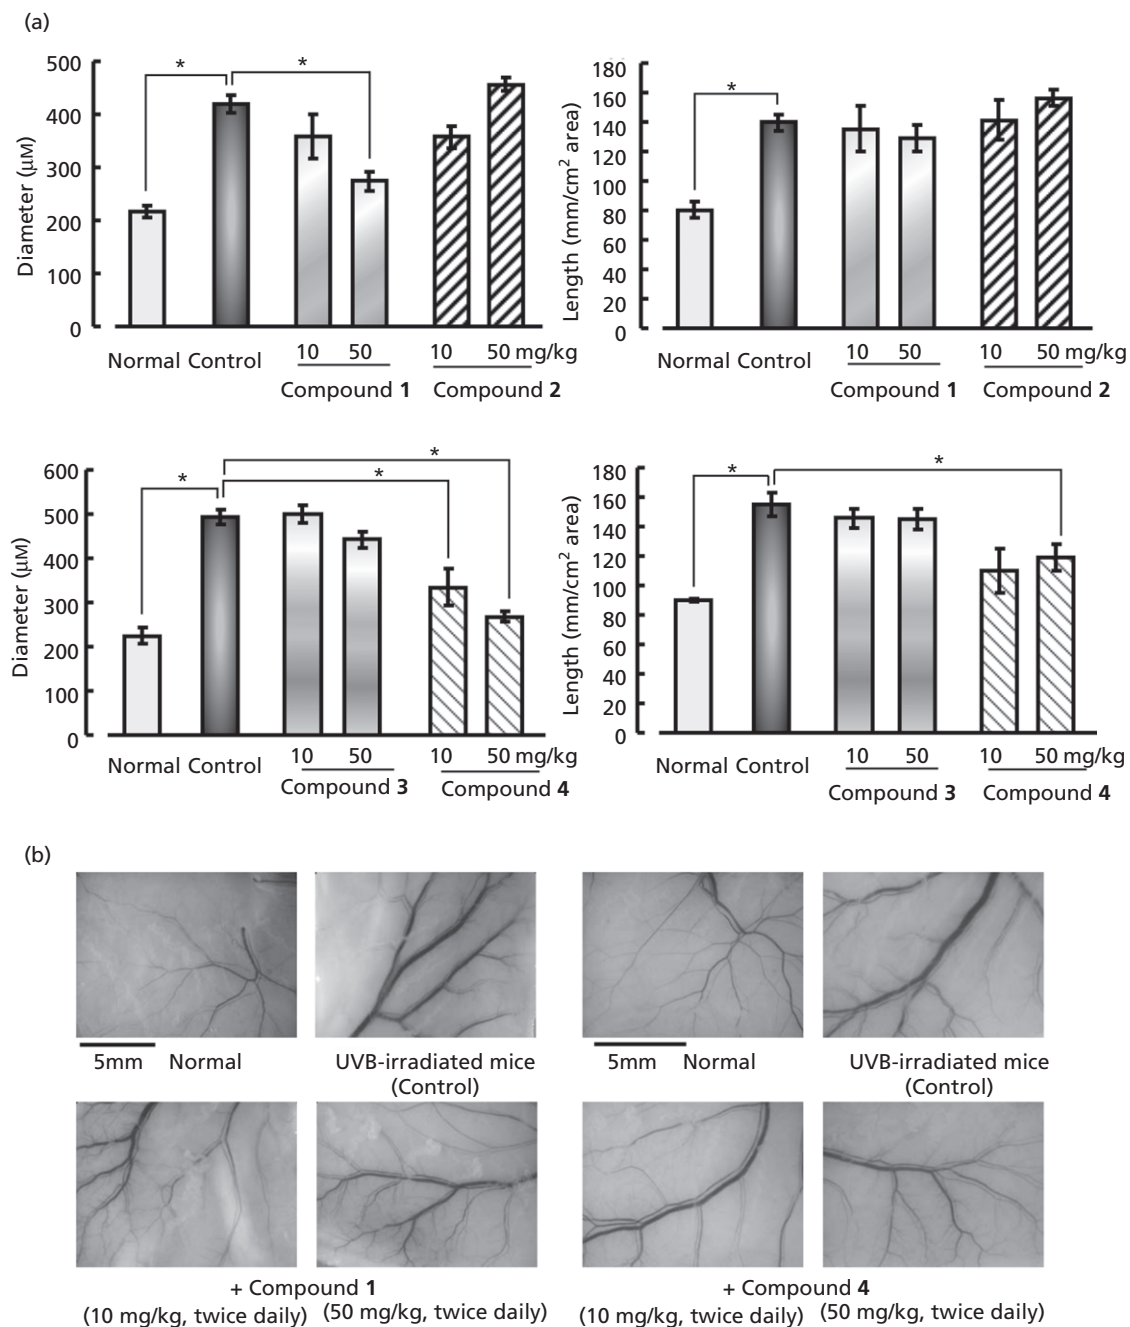 (a)
500
400
300
200
100
0
Diameter (μM)
*
*
Normal Control
10
50 mg/kg
10
50 mg/kg
Compound 1
Compound 2
180
160
140
120
100
80
60
40
20
0
Length (mm/cm² area)
*
Normal Control
10
50
10
50 mg/kg
Compound 1
Compound 2
600
500
400
300
200
100
0
Diameter (μM)
*
*
*
Normal Control
10
50
10
50 mg/kg
Compound 3
Compound 4
180
160
140
120
100
80
60
40
20
0
Length (mm/cm² area)
*
*
Normal Control
10
50
10
50 mg/kg
Compound 3
Compound 4
(b)
5mm Normal
UVB-irradiated mice
(Control)
5mm Normal
UVB-irradiated mice
(Control)
+ Compound 1
(10 mg/kg, twice daily) (50 mg/kg, twice daily)
+ Compound 4
(10 mg/kg, twice daily) (50 mg/kg, twice daily)